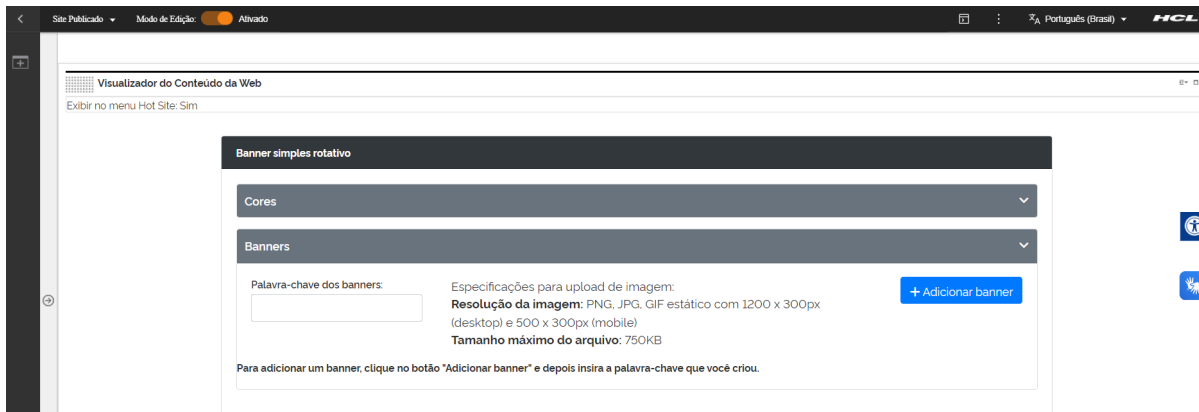 Site Publicado Modo de Edição: Ativado Português (Brasil) HCL
Visualizador do Conteúdo da Web
Exibir no menu Hot Site: Sim
Banner simples rotativo
Cores
Banners
Palavra-chave dos banners:
Especificações para upload de imagem:
Resolução da imagem: PNG, JPG, GIF estático com 1200 x 300px
(desktop) e 500 x 300px (mobile)
Tamanho máximo do arquivo: 750KB
+ Adicionar banner
Para adicionar um banner, clique no botão "Adicionar banner" e depois insira a palavra-chave que você criou.